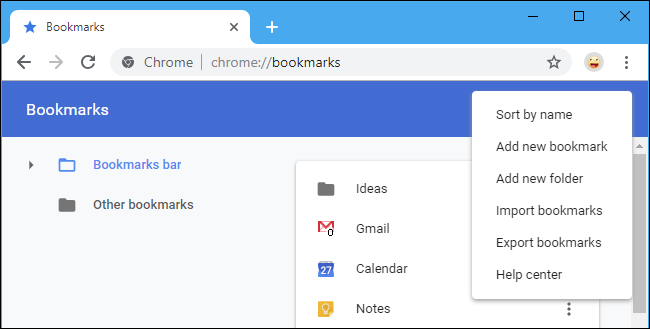 Bookmarks
Chrome | chrome://bookmarks
Bookmarks
Bookmarks bar
Other bookmarks
Ideas
0
Gmail
27
Calendar
Notes
Sort by name
Add new bookmark
Add new folder
Import bookmarks
Export bookmarks
Help center